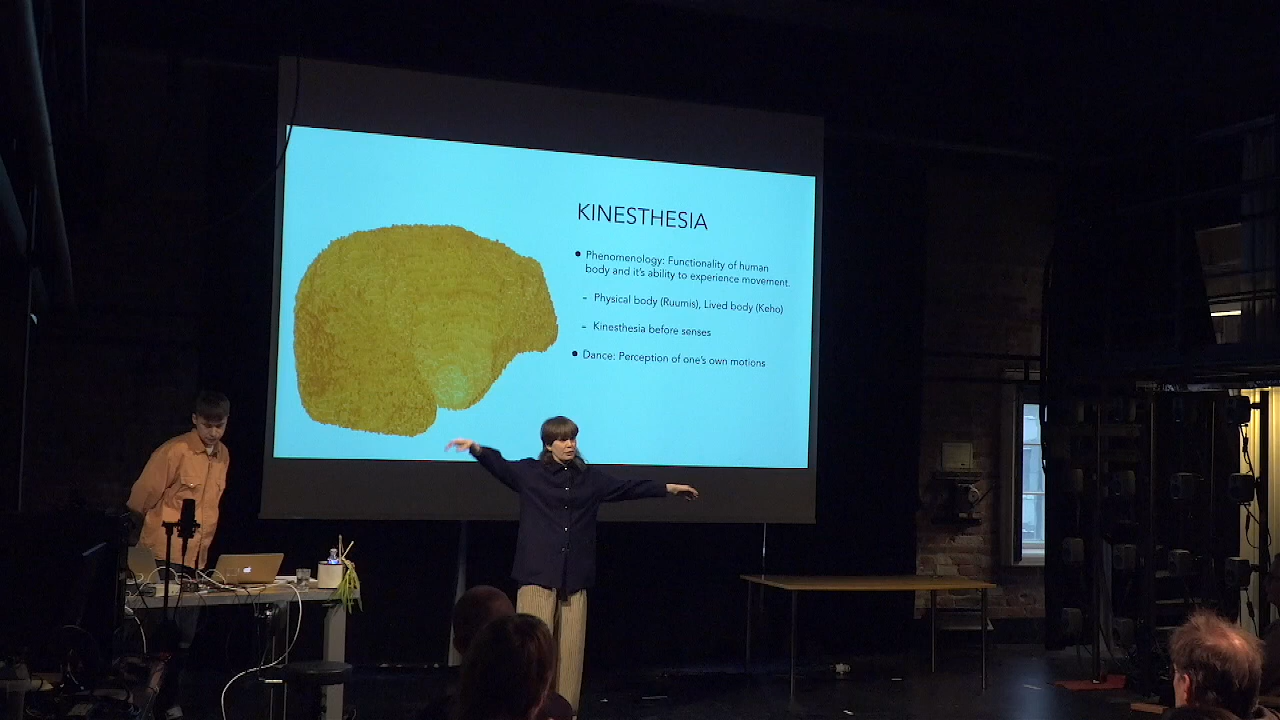 KINESTHESIA
● Phenomenology: Functionality of human
body and it's ability to experience movement.
– Physical body (Ruumis), Lived body (Keho)
– Kinesthesia before senses
● Dance: Perception of one's own motions